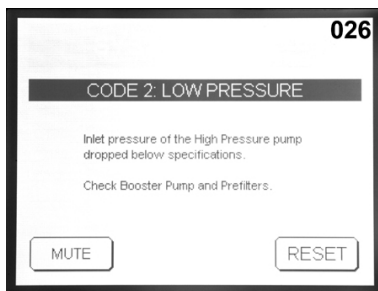 026
CODE 2: LOW PRESSURE
Inlet pressure of the High Pressure pump
dropped below specifications.
Check Booster Pump and Prefilters.
MUTE
RESET